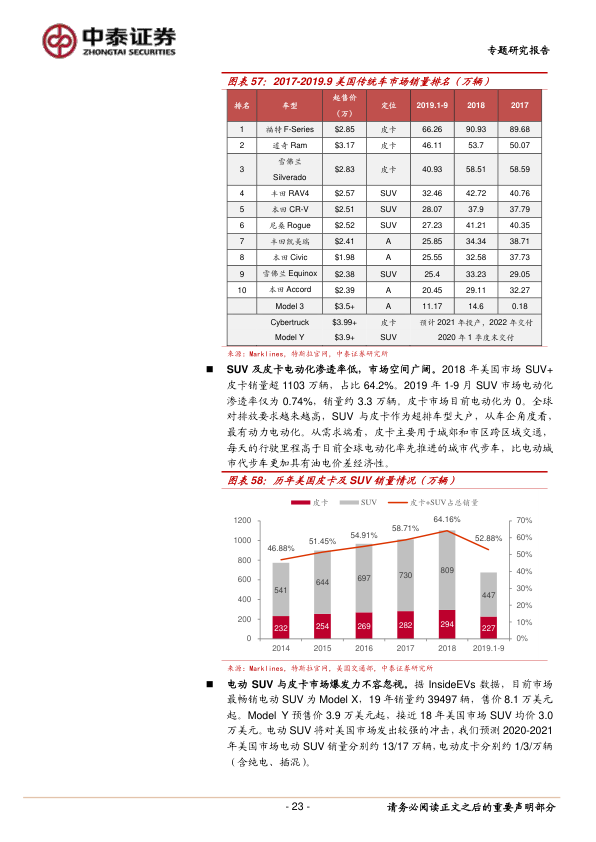 中泰证券
ZHONGTAI SECURITIES
专题研究报告
图表 57：2017-2019.9 美国传统车市场销量排名（万辆）
排名 车型 起售价（万） 定位 2019.1-9 2018 2017
1 福特 F-Series $2.85 皮卡 66.26 90.93 89.68
2 道奇 Ram $3.17 皮卡 46.11 53.7 50.07
3 雪佛兰 Silverado $2.83 皮卡 40.93 58.51 58.59
4 丰田 RAV4 $2.57 SUV 32.46 42.72 40.76
5 本田 CR-V $2.51 SUV 28.07 37.9 37.79
6 尼桑 Rogue $2.52 SUV 27.23 41.21 40.35
7 丰田凯美瑞 $2.41 A 25.85 34.34 38.71
8 本田 Civic $1.98 A 25.55 32.58 37.73
9 雪佛兰 Equinox $2.38 SUV 25.4 33.23 29.05
10 本田 Accord $2.39 A 20.45 29.11 32.27
Model 3 $3.5+ A 11.17 14.6 0.18
Cybertruck $3.99+ 皮卡 预计 2021 年投产，2022 年交付
Model Y $3.9+ SUV 2020 年 1 季度末交付
来源：Marklines，特斯拉官网，中泰证券研究所
■ SUV 及皮卡电动化渗透率低，市场空间广阔。2018 年美国市场 SUV+
皮卡销量超 1103 万辆，占比 64.2%。2019 年 1-9 月 SUV 市场电动化
渗透率仅为 0.74%，销量约 3.3 万辆。皮卡市场目前电动化为 0。全球
对排放要求越来越高，SUV 与皮卡作为超排车型大户，从车企角度看，
最有动力电动化。从需求端看，皮卡主要用于城郊和市区跨区域交通，
每天的行驶里程高于目前全球电动化率先推进的城市代步车，比电动城
市代步车更加具有油电价差经济性。
图表 58：历年美国皮卡及 SUV 销量情况（万辆）
皮卡 SUV 皮卡+SUV占总销量
1200 70%
1000 60%
800 50%
600 40%
400 30%
200 20%
0 10%
0%
46.88% 51.45% 54.91% 58.71% 64.16% 52.88%
541 644 697 730 809 447
232 254 269 282 294 227
2014 2015 2016 2017 2018 2019.1-9
来源：Marklines，特斯拉官网，美国交通部，中泰证券研究所
■ 电动 SUV 与皮卡市场爆发力不容忽视。据 InsideEVs 数据，目前市场
最畅销电动 SUV 为 Model X，19 年销量约 39497 辆，售价 8.1 万美元
起。Model Y 预售价 3.9 万美元起，接近 18 年美国市场 SUV 均价 3.0
万美元。电动 SUV 将对美国市场发出较强的冲击，我们预测 2020-2021
年美国市场电动 SUV 销量分别约 13/17 万辆，电动皮卡分别约 1/3/万辆
（含纯电、插混）。
- 23 -
请务必阅读正文之后的重要声明部分